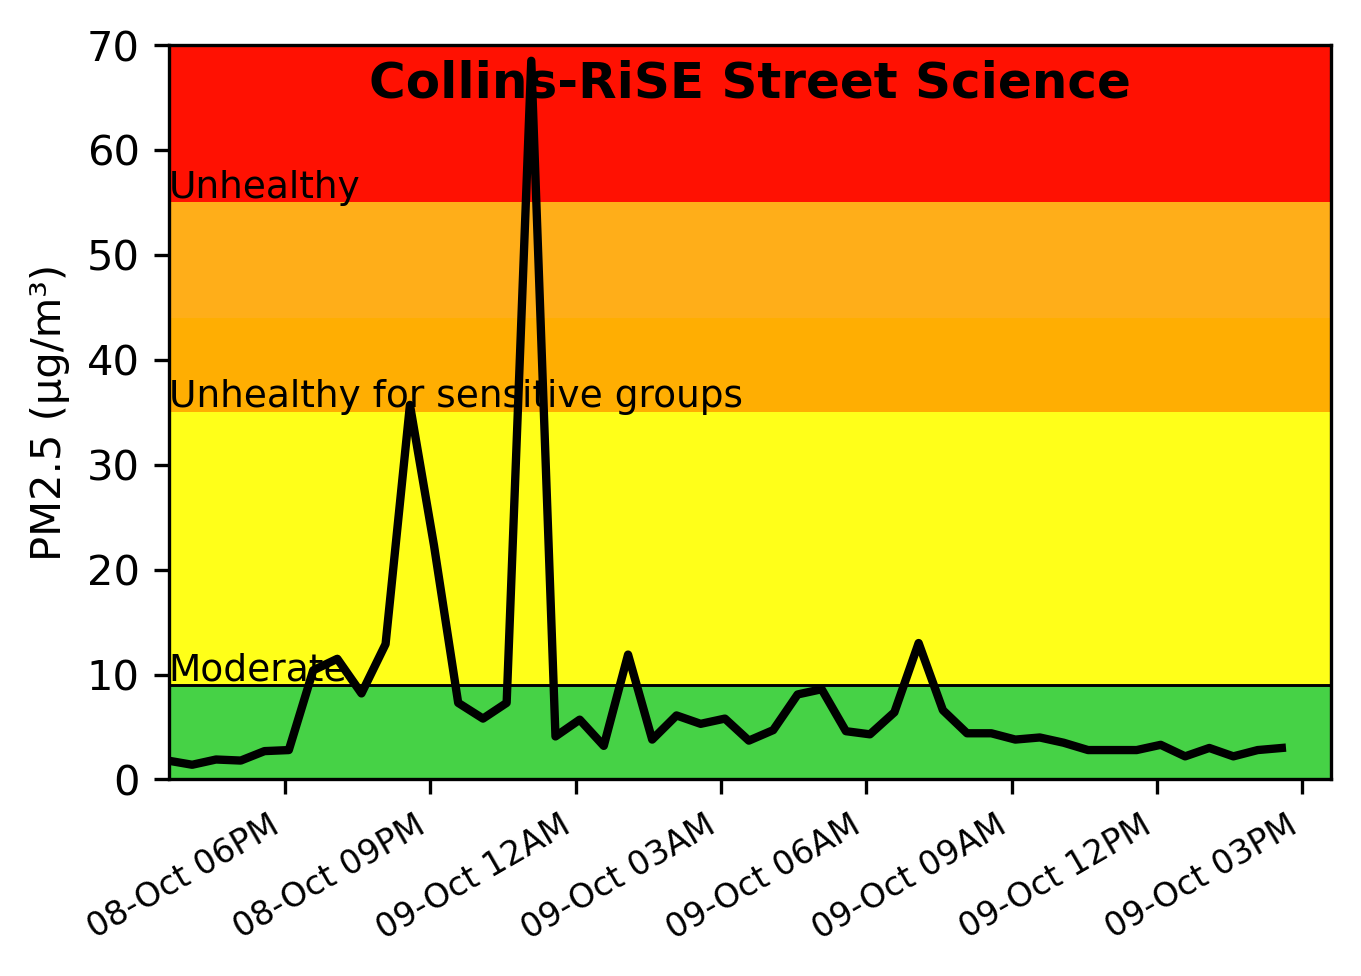 Collins-RiSE Street Science
PM2.5 (µg/m³)
70
60
50
40
30
20
10
0
Unhealthy
Unhealthy for sensitive groups
Moderate
08-Oct 06PM
08-Oct 09PM
09-Oct 12AM
09-Oct 03AM
09-Oct 06AM
09-Oct 09AM
09-Oct 12PM
09-Oct 03PM